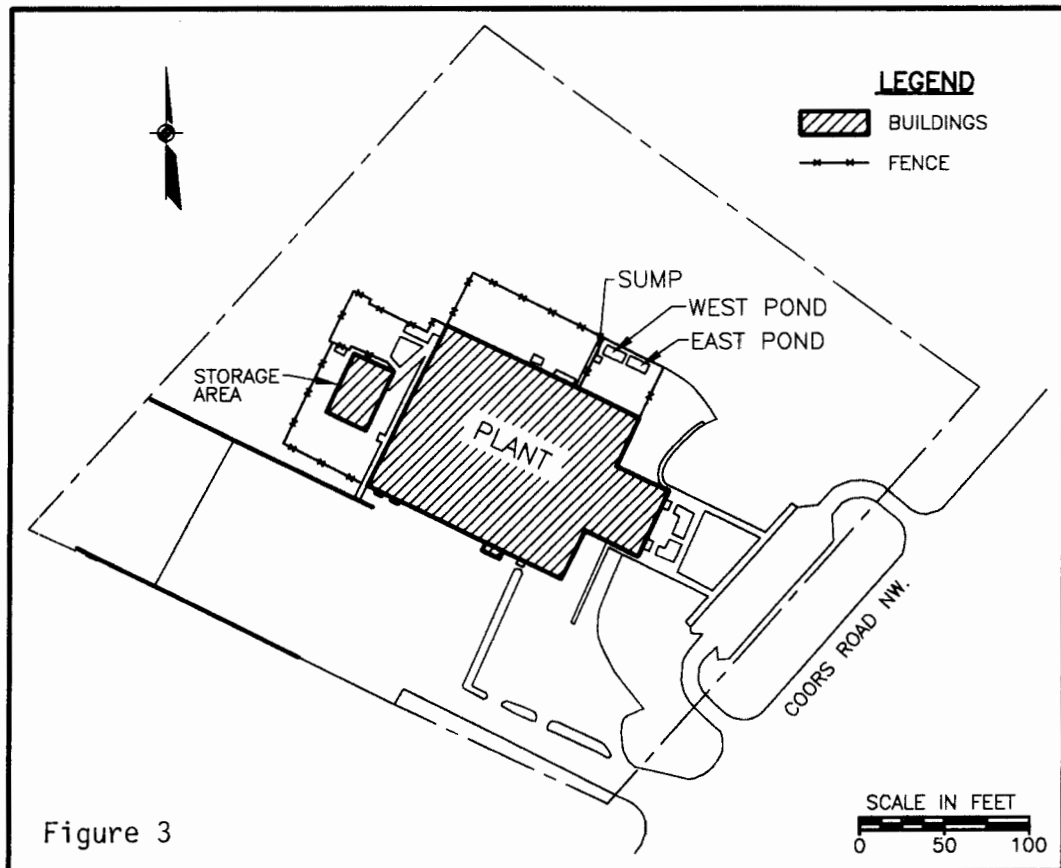 LEGEND
BUILDINGS
FENCE
SUMP
WEST POND
EAST POND
STORAGE
AREA
PLANT
COORS ROAD NW.
SCALE IN FEET
0 50 100
Figure 3